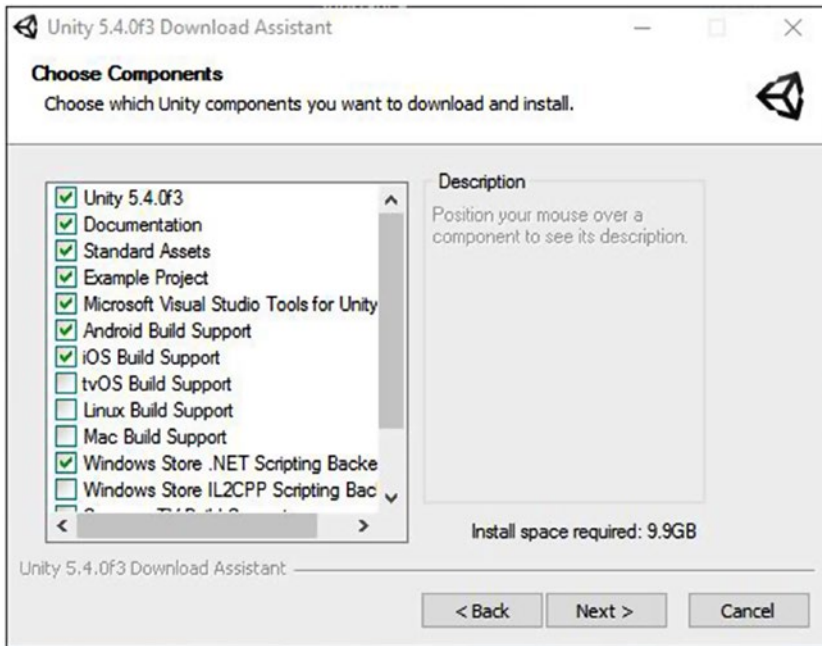 Unity 5.4.0f3 Download Assistant
Choose Components
Choose which Unity components you want to download and install.
Unity 5.4.0f3
Documentation
Standard Assets
Example Project
Microsoft Visual Studio Tools for Unity
Android Build Support
iOS Build Support
tvOS Build Support
Linux Build Support
Mac Build Support
Windows Store .NET Scripting Backe
Windows Store IL2CPP Scripting Bac
Description
Position your mouse over a
component to see its description.
Install space required: 9.9GB
Unity 5.4.0f3 Download Assistant
< Back
Next >
Cancel